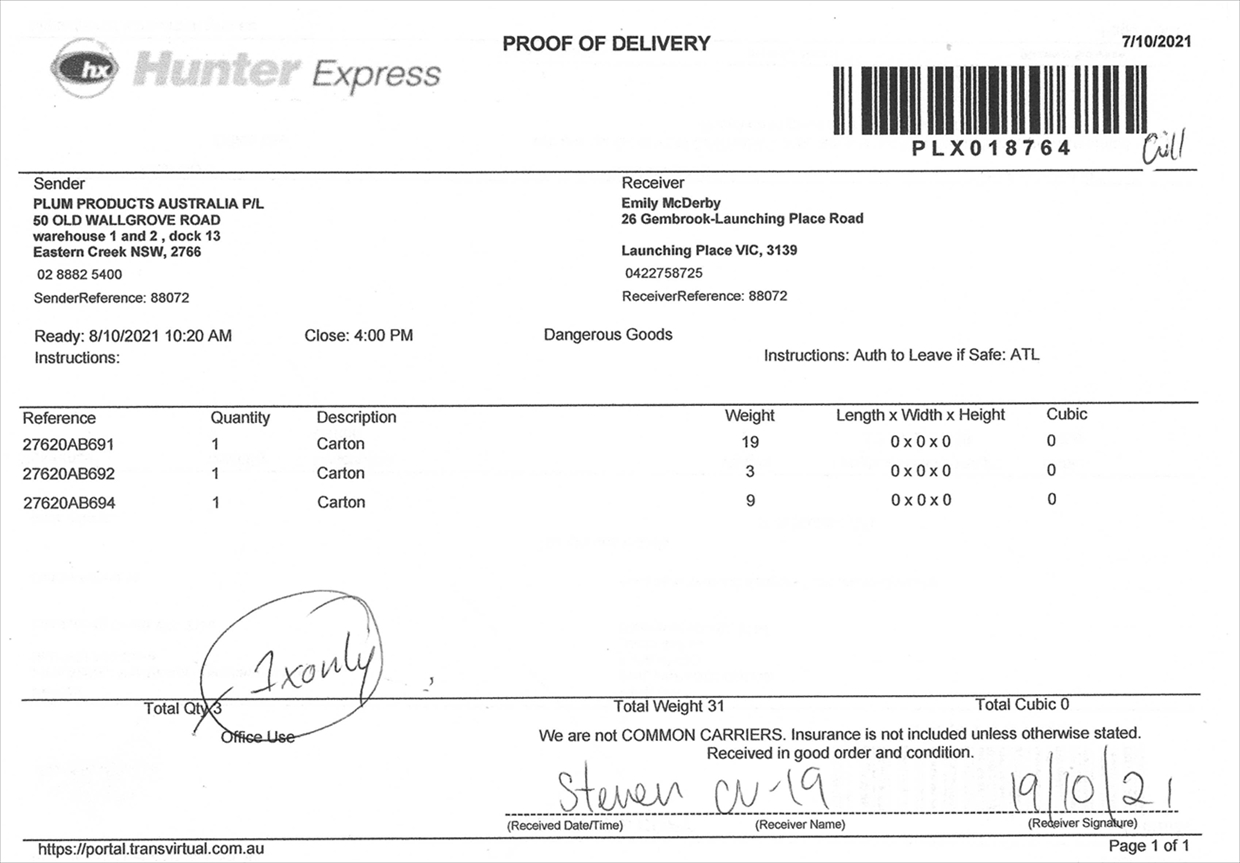 PROOF OF DELIVERY
7/10/2021
hx Hunter Express
PLX018764
Sender
PLUM PRODUCTS AUSTRALIA P/L
50 OLD WALLGROVE ROAD
warehouse 1 and 2 , dock 13
Eastern Creek NSW, 2766
02 8882 5400
SenderReference: 88072
Receiver
Emily McDerby
26 Gembrook-Launching Place Road
Launching Place VIC, 3139
0422758725
ReceiverReference: 88072
Ready: 8/10/2021 10:20 AM Close: 4:00 PM Dangerous Goods
Instructions:
Instructions: Auth to Leave if Safe: ATL
Reference Quantity Description Weight Length x Width x Height Cubic
27620AB691 1 Carton 19 0 x 0 x 0 0
27620AB692 1 Carton 3 0 x 0 x 0 0
27620AB694 1 Carton 9 0 x 0 x 0 0
1xonly
Total Qty 3 Total Weight 31 Total Cubic 0
Office Use
We are not COMMON CARRIERS. Insurance is not included unless otherwise stated.
Received in good order and condition.
Steven CV-19 19/10/21
(Received Date/Time) (Receiver Name) (Receiver Signature)
https://portal.transvirtual.com.au Page 1 of 1